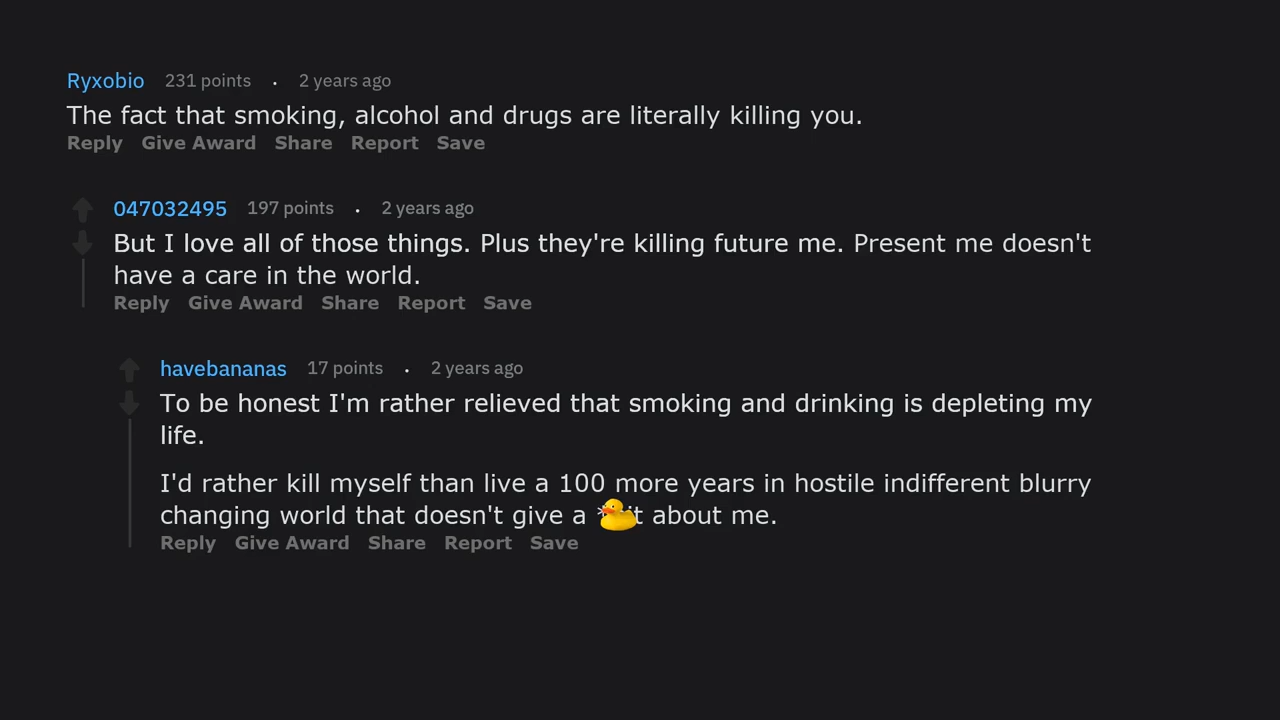 Ryxobio 231 points · 2 years ago
The fact that smoking, alcohol and drugs are literally killing you.
Reply Give Award Share Report Save
047032495 197 points · 2 years ago
But I love all of those things. Plus they're killing future me. Present me doesn't
have a care in the world.
Reply Give Award Share Report Save
havebananas 17 points · 2 years ago
To be honest I'm rather relieved that smoking and drinking is depleting my
life.
I'd rather kill myself than live a 100 more years in hostile indifferent blurry
changing world that doesn't give a about me.
Reply Give Award Share Report Save